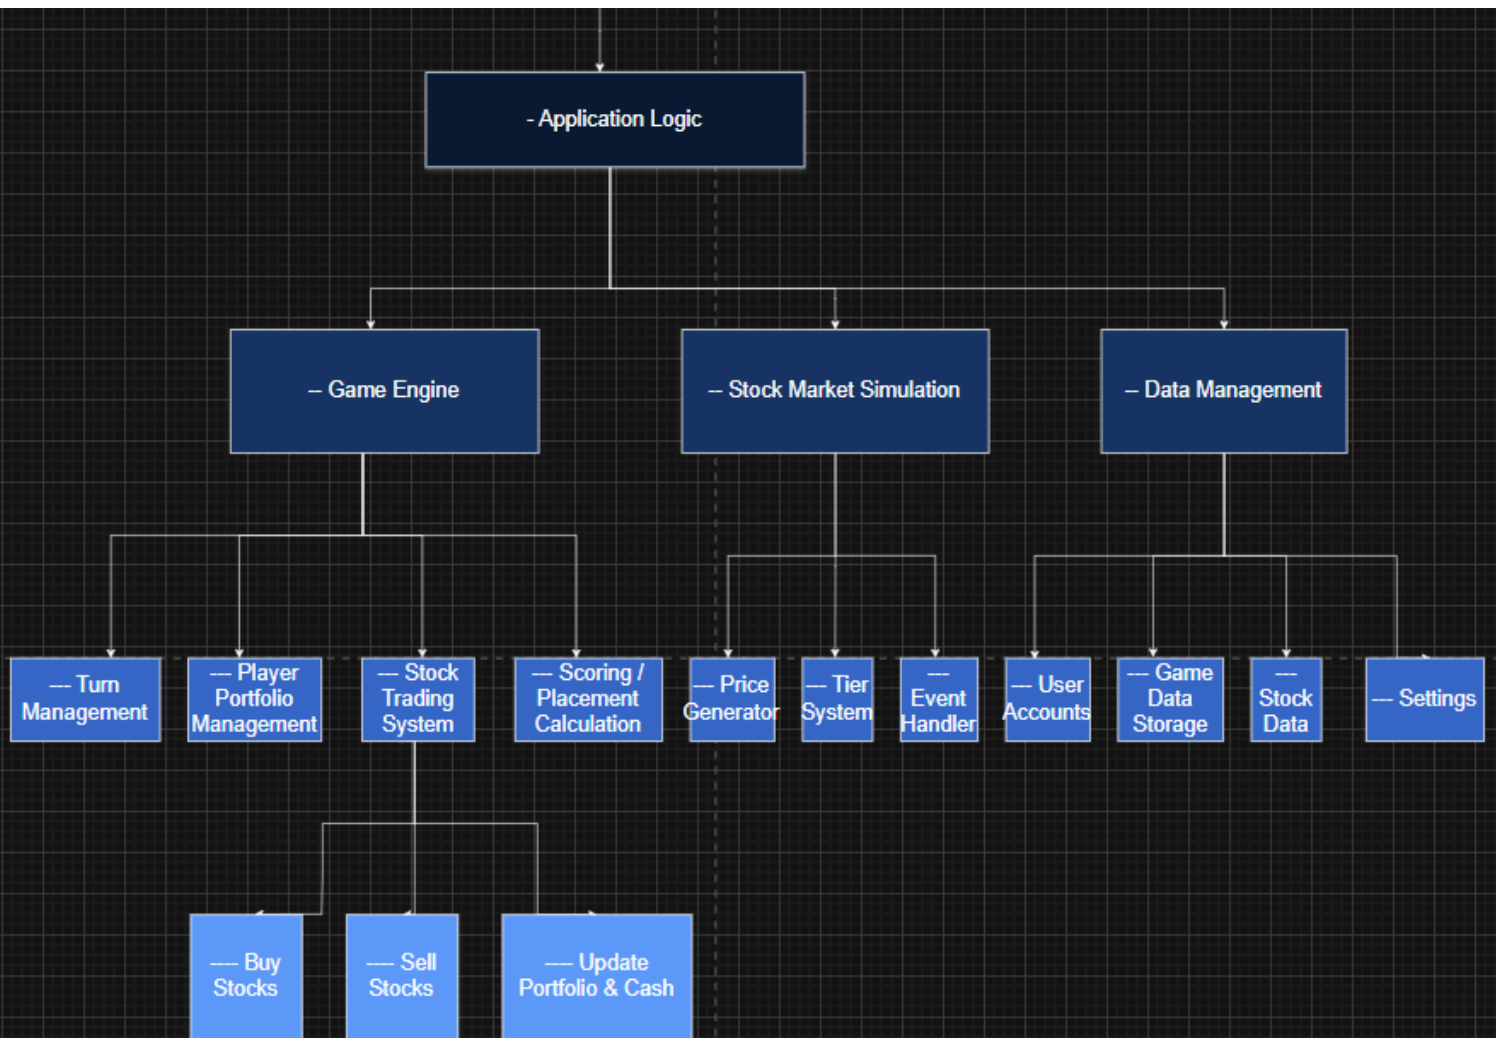 - Application Logic
-- Game Engine
-- Stock Market Simulation
-- Data Management
--- Turn
Management
--- Player
Portfolio
Management
--- Stock
Trading
System
--- Scoring /
Placement
Calculation
--- Price
Generator
--- Tier
System
---
Event
Handler
--- User
Accounts
--- Game
Data
Storage
---
Stock
Data
--- Settings
---- Buy
Stocks
---- Sell
Stocks
---- Update
Portfolio & Cash